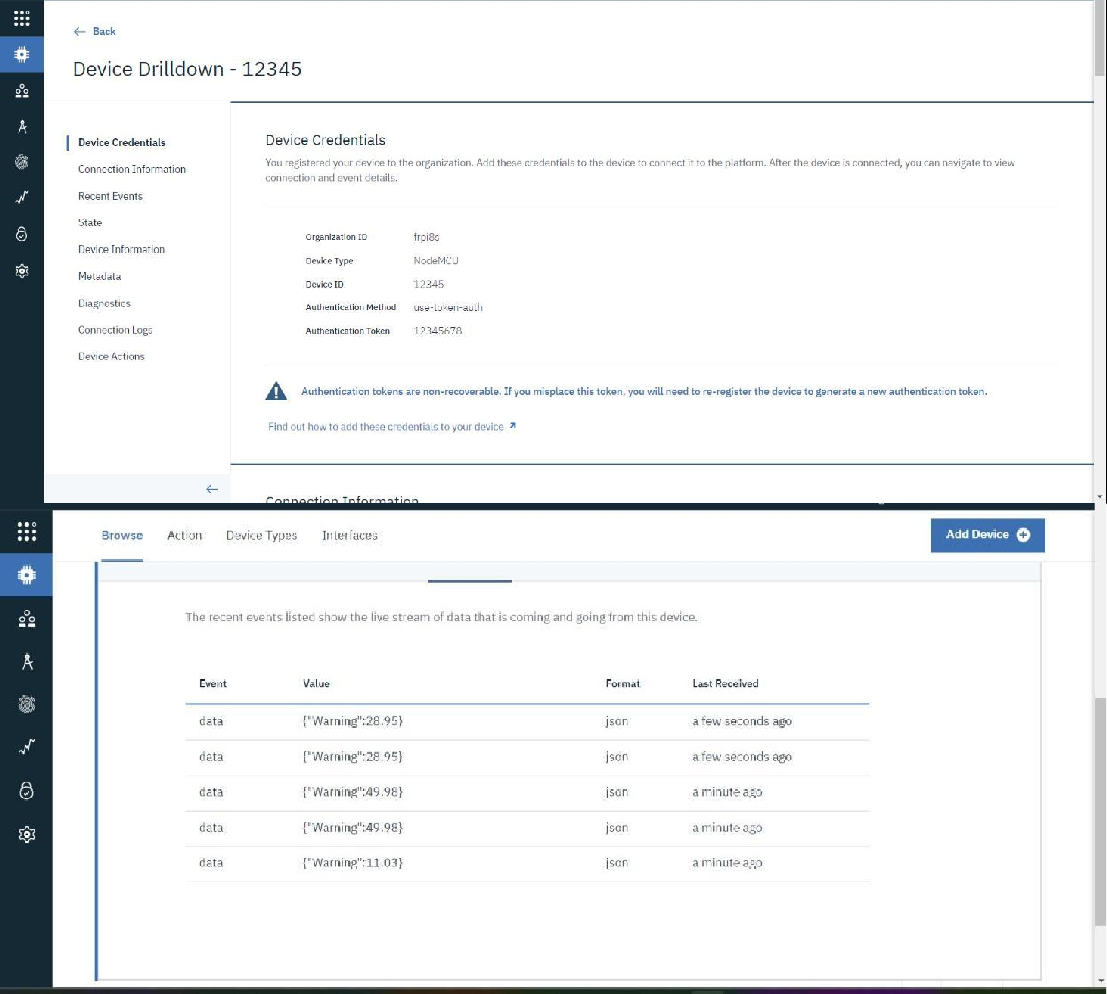 Back
Device Drilldown - 12345
Device Credentials
Connection Information
Recent Events
State
Device Information
Metadata
Diagnostics
Connection Logs
Device Actions
Device Credentials
You registered your device to the organization. Add these credentials to the device to connect it to the platform. After the device is connected, you can navigate to view
connection and event details.
Organization ID frpi8s
Device Type NodeMCU
Device ID 12345
Authentication Method use-token-auth
Authentication Token 12345678
Authentication tokens are non-recoverable. If you misplace this token, you will need to re-register the device to generate a new authentication token.
Find out how to add these credentials to your device
Connection Information
Browse Action Device Types Interfaces Add Device
The recent events listed show the live stream of data that is coming and going from this device.
Event Value Format Last Received
data {"Warning":28.95} json a few seconds ago
data {"Warning":28.95} json a few seconds ago
data {"Warning":49.98} json a minute ago
data {"Warning":49.98} json a minute ago
data {"Warning":11.03} json a minute ago